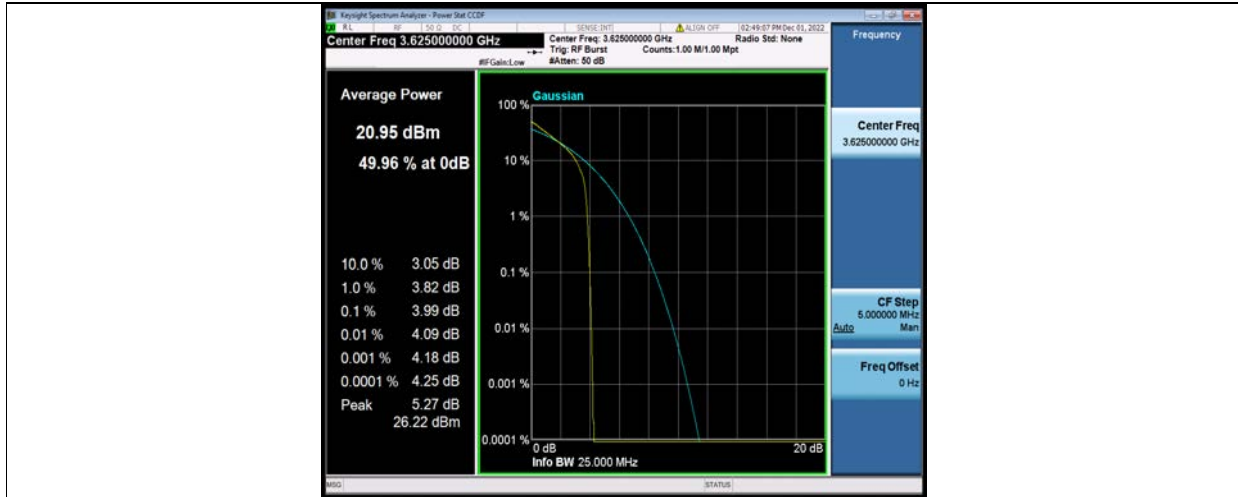 Keysight Spectrum Analyzer - Power Stat CCDF
RL RF 50 Ω DC SENSE:INT ALIGN OFF 02:49:07 PM Dec 01, 2022
Center Freq 3.625000000 GHz
Center Freq: 3.625000000 GHz Radio Std: None
Trig: RF Burst Counts:1.00 M/1.00 Mpt
#IFGain:Low #Atten: 50 dB
Frequency
Average Power
20.95 dBm
49.96 % at 0dB
10.0 % 3.05 dB
1.0 % 3.82 dB
0.1 % 3.99 dB
0.01 % 4.09 dB
0.001 % 4.18 dB
0.0001 % 4.25 dB
Peak 5.27 dB
26.22 dBm
Gaussian
100 %
10 %
1 %
0.1 %
0.01 %
0.001 %
0.0001 %
0 dB 20 dB
Info BW 25.000 MHz
Center Freq
3.625000000 GHz
CF Step
5.000000 MHz
Auto Man
Freq Offset
0 Hz
MSG STATUS